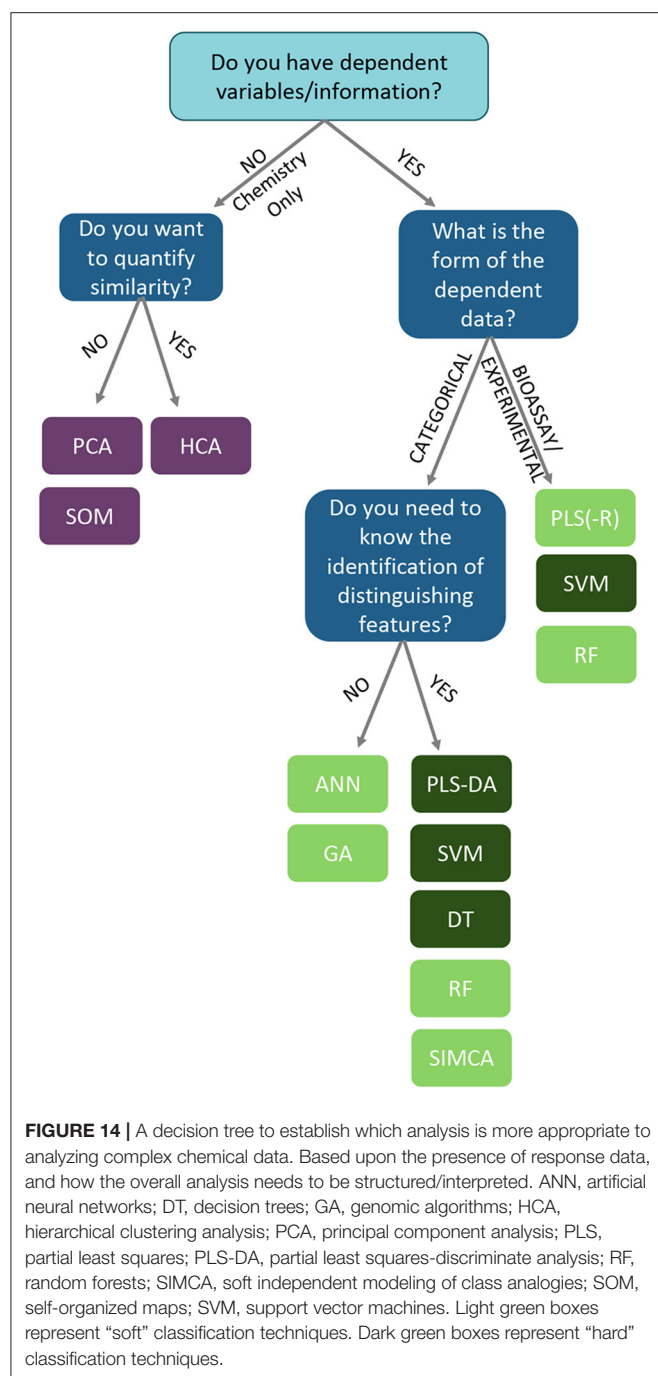 Do you have dependent
variables/information?
NO
Chemistry
Only
YES
Do you want
to quantify
similarity?
What is the
form of the
dependent
data?
NO
YES
CATEGORICAL
BIOASSAY/
EXPERIMENTAL
PCA
HCA
SOM
Do you need to
know the
identification of
distinguishing
features?
PLS(-R)
SVM
RF
NO
YES
ANN
PLS-DA
GA
SVM
DT
RF
SIMCA
FIGURE 14 | A decision tree to establish which analysis is more appropriate to
analyzing complex chemical data. Based upon the presence of response data,
and how the overall analysis needs to be structured/interpreted. ANN, artificial
neural networks; DT, decision trees; GA, genomic algorithms; HCA,
hierarchical clustering analysis; PCA, principal component analysis; PLS,
partial least squares; PLS-DA, partial least squares-discriminate analysis; RF,
random forests; SIMCA, soft independent modeling of class analogies; SOM,
self-organized maps; SVM, support vector machines. Light green boxes
represent “soft” classification techniques. Dark green boxes represent “hard”
classification techniques.